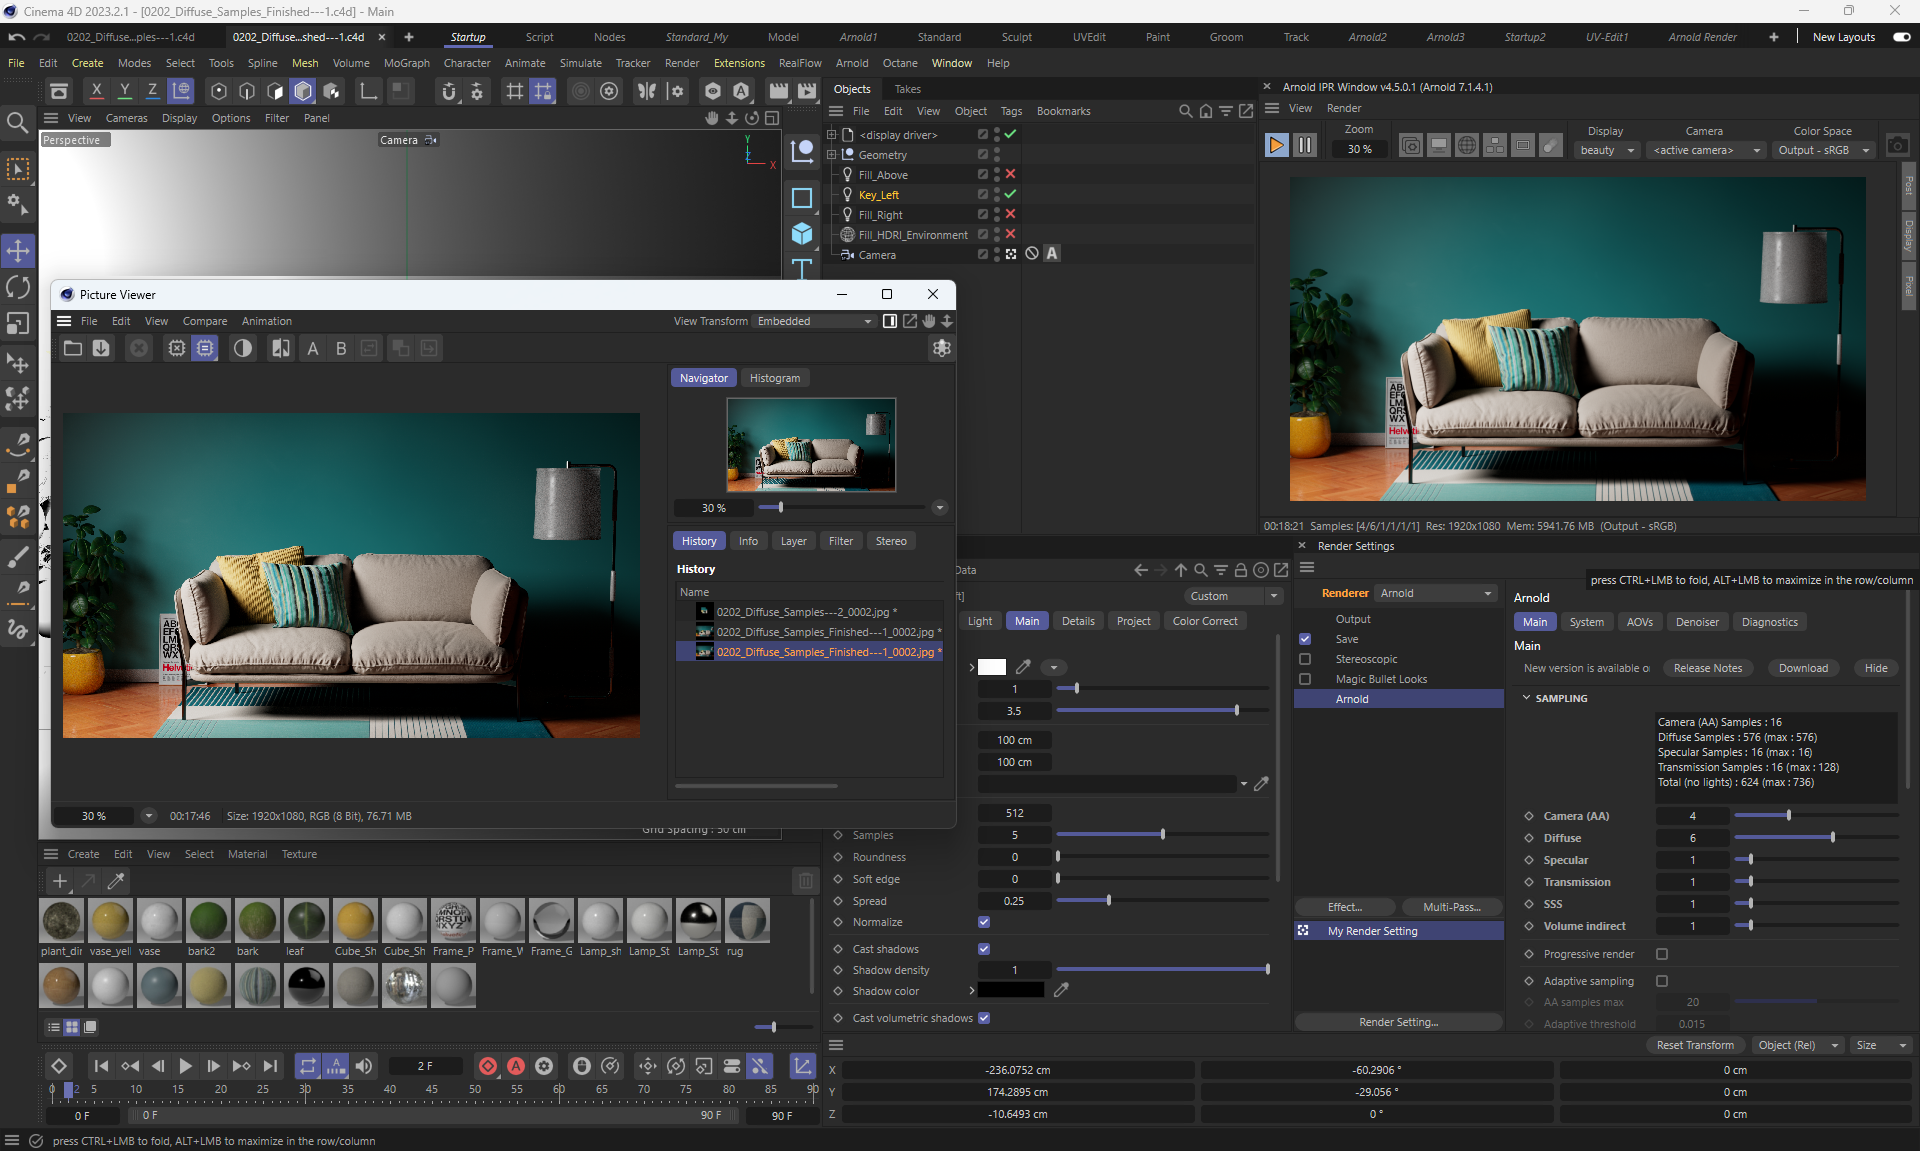 Cinema 4D 2023.2.1 - [0202_Diffuse_Samples_Finished---1.c4d] - Main
0202_Diffuse...ples---1.c4d
0202_Diffuse...shed---1.c4d
Startup
Script
Nodes
Standard_My
Model
Arnold1
Standard
Sculpt
UVEdit
Paint
Groom
Track
Arnold2
Arnold3
Startup2
UV-Edit1
Arnold Render
New Layouts
File Edit Create Modes Select Tools Spline Mesh Volume MoGraph Character Animate Simulate Tracker Render Extensions RealFlow Arnold Octane Window Help
X Y Z
Objects Takes
File Edit View Object Tags Bookmarks
Arnold IPR Window v4.5.0.1 (Arnold 7.1.4.1)
View Render
View Cameras Display Options Filter Panel
Perspective
Camera
Y
Z
X
<display driver>
Geometry
Fill_Above
Key_Left
Fill_Right
Fill_HDRI_Environment
Camera
A
Zoom
30 %
Display
beauty
Camera
<active camera>
Color Space
Output - sRGB
Post
Display
Pixel
Helvetica
00:18:21 Samples: [4/6/1/1/1/1] Res: 1920x1080 Mem: 5941.76 MB (Output - sRGB)
Picture Viewer
File Edit View Compare Animation
View Transform Embedded
A B
Navigator Histogram
30 %
History Info Layer Filter Stereo
History
Name
0202_Diffuse_Samples---2_0002.jpg *
0202_Diffuse_Samples_Finished---1_0002.jpg *
0202_Diffuse_Samples_Finished---1_0002.jpg *
30 %
00:17:46
Size: 1920x1080, RGB (8 Bit), 76.71 MB
Grid Spacing : 50 cm
Data
Custom
Light Main Details Project Color Correct
1
3.5
100 cm
100 cm
512
Samples 5
Roundness 0
Soft edge 0
Spread 0.25
Normalize
Cast shadows
Shadow density 1
Shadow color
Cast volumetric shadows
Render Settings
press CTRL+LMB to fold, ALT+LMB to maximize in the row/column
Renderer Arnold
Output
Save
Stereoscopic
Magic Bullet Looks
Arnold
Effect... Multi-Pass...
My Render Setting
Render Setting...
Arnold
Main System AOVs Denoiser Diagnostics
Main
New version is available Release Notes Download Hide
SAMPLING
Camera (AA) Samples : 16
Diffuse Samples : 576 (max : 576)
Specular Samples : 16 (max : 16)
Transmission Samples : 16 (max : 128)
Total (no lights) : 624 (max : 736)
Camera (AA) 4
Diffuse 6
Specular 1
Transmission 1
SSS 1
Volume indirect 1
Progressive render
Adaptive sampling
AA samples max 20
Adaptive threshold 0.015
Create Edit View Select Material Texture
plant_dir vase_yell vase bark2 bark leaf Cube_Sh Cube_Sh Frame_P Frame_W Frame_G Lamp_sh Lamp_St Lamp_St rug
2 F
0 2 5 10 15 20 25 30 35 40 45 50 55 60 65 70 75 80 85 90
0 F 0 F 90 F 90 F
Reset Transform Object (Rel) Size
X -236.0752 cm -60.2906 ° 0 cm
Y 174.2895 cm -29.056 ° 0 cm
Z -10.6493 cm 0 ° 0 cm
press CTRL+LMB to fold, ALT+LMB to maximize in the row/column